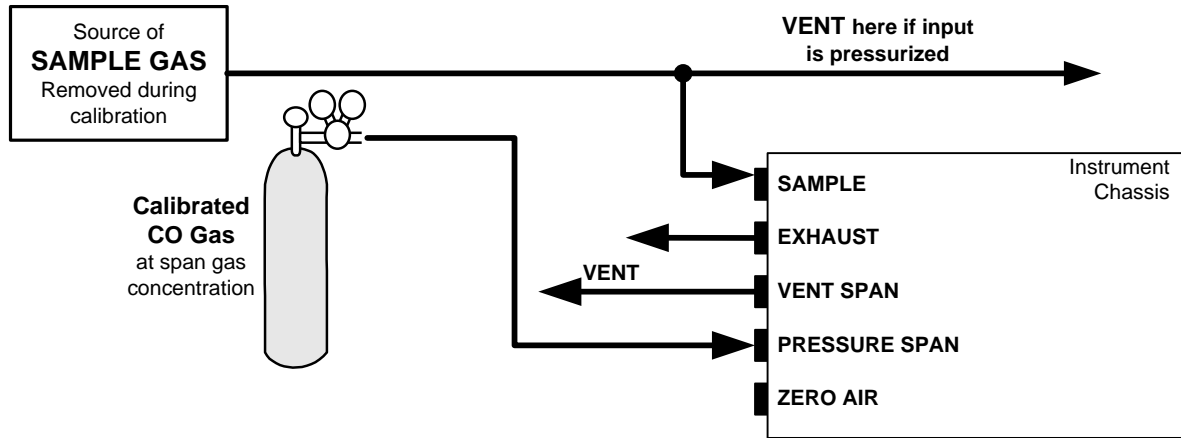 Source of
SAMPLE GAS
Removed during
calibration
VENT here if input
is pressurized
Calibrated
CO Gas
at span gas
concentration
Instrument
Chassis
SAMPLE
EXHAUST
VENT
VENT SPAN
PRESSURE SPAN
ZERO AIR